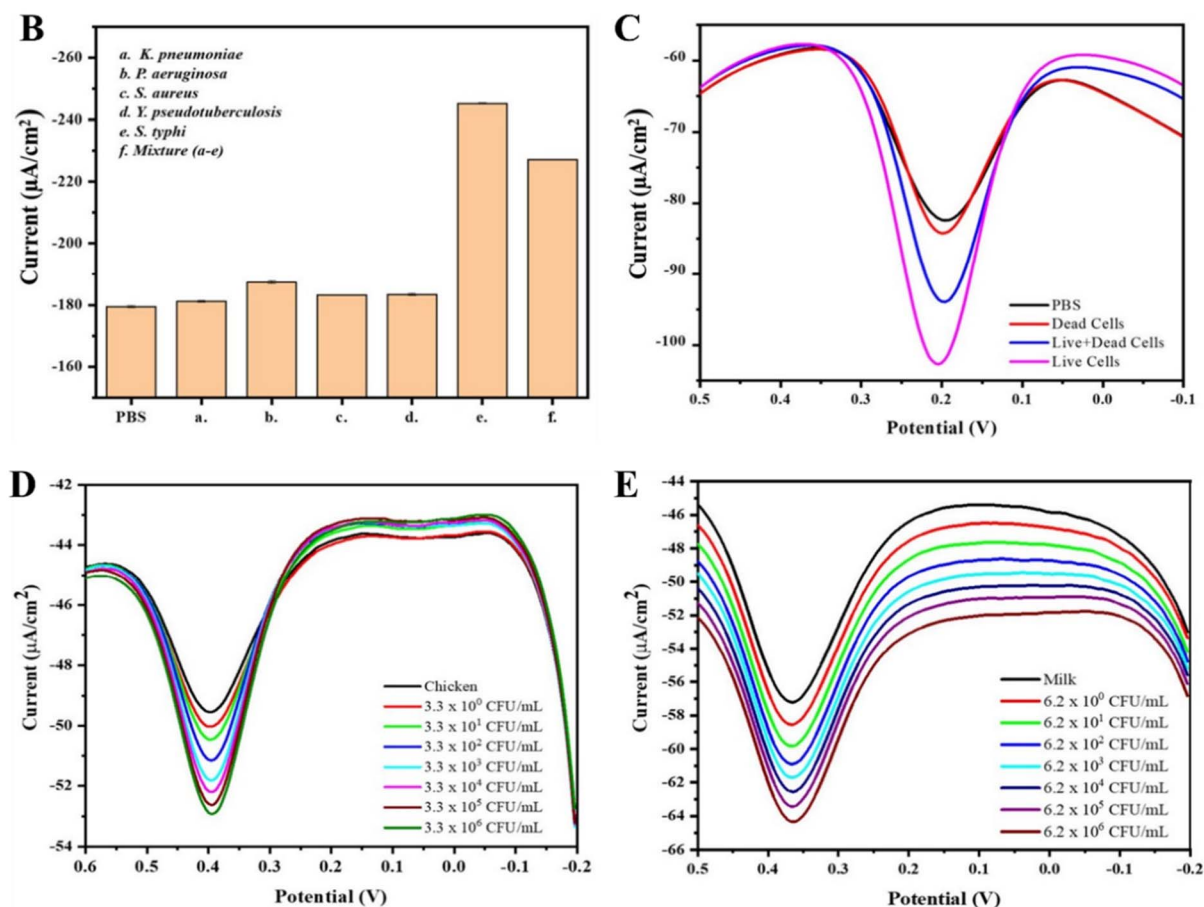 B
Current (µA/cm²)
-260
-240
-220
-200
-180
-160
a. K. pneumoniae
b. P. aeruginosa
c. S. aureus
d. Y. pseudotuberculosis
e. S. typhi
f. Mixture (a-e)
PBS a. b. c. d. e. f.
C
Current (µA/cm²)
-60
-70
-80
-90
-100
PBS
Dead Cells
Live+Dead Cells
Live Cells
0.5 0.4 0.3 0.2 0.1 0.0 -0.1
Potential (V)
D
Current (µA/cm²)
-42
-44
-46
-48
-50
-52
-54
Chicken
3.3 x 10⁰ CFU/mL
3.3 x 10¹ CFU/mL
3.3 x 10² CFU/mL
3.3 x 10³ CFU/mL
3.3 x 10⁴ CFU/mL
3.3 x 10⁵ CFU/mL
3.3 x 10⁶ CFU/mL
0.6 0.5 0.4 0.3 0.2 0.1 0.0 -0.1 -0.2
Potential (V)
E
Current (µA/cm²)
-44
-46
-48
-50
-52
-54
-56
-58
-60
-62
-64
-66
Milk
6.2 x 10⁰ CFU/mL
6.2 x 10¹ CFU/mL
6.2 x 10² CFU/mL
6.2 x 10³ CFU/mL
6.2 x 10⁴ CFU/mL
6.2 x 10⁵ CFU/mL
6.2 x 10⁶ CFU/mL
0.5 0.4 0.3 0.2 0.1 0.0 -0.1 -0.2
Potential (V)